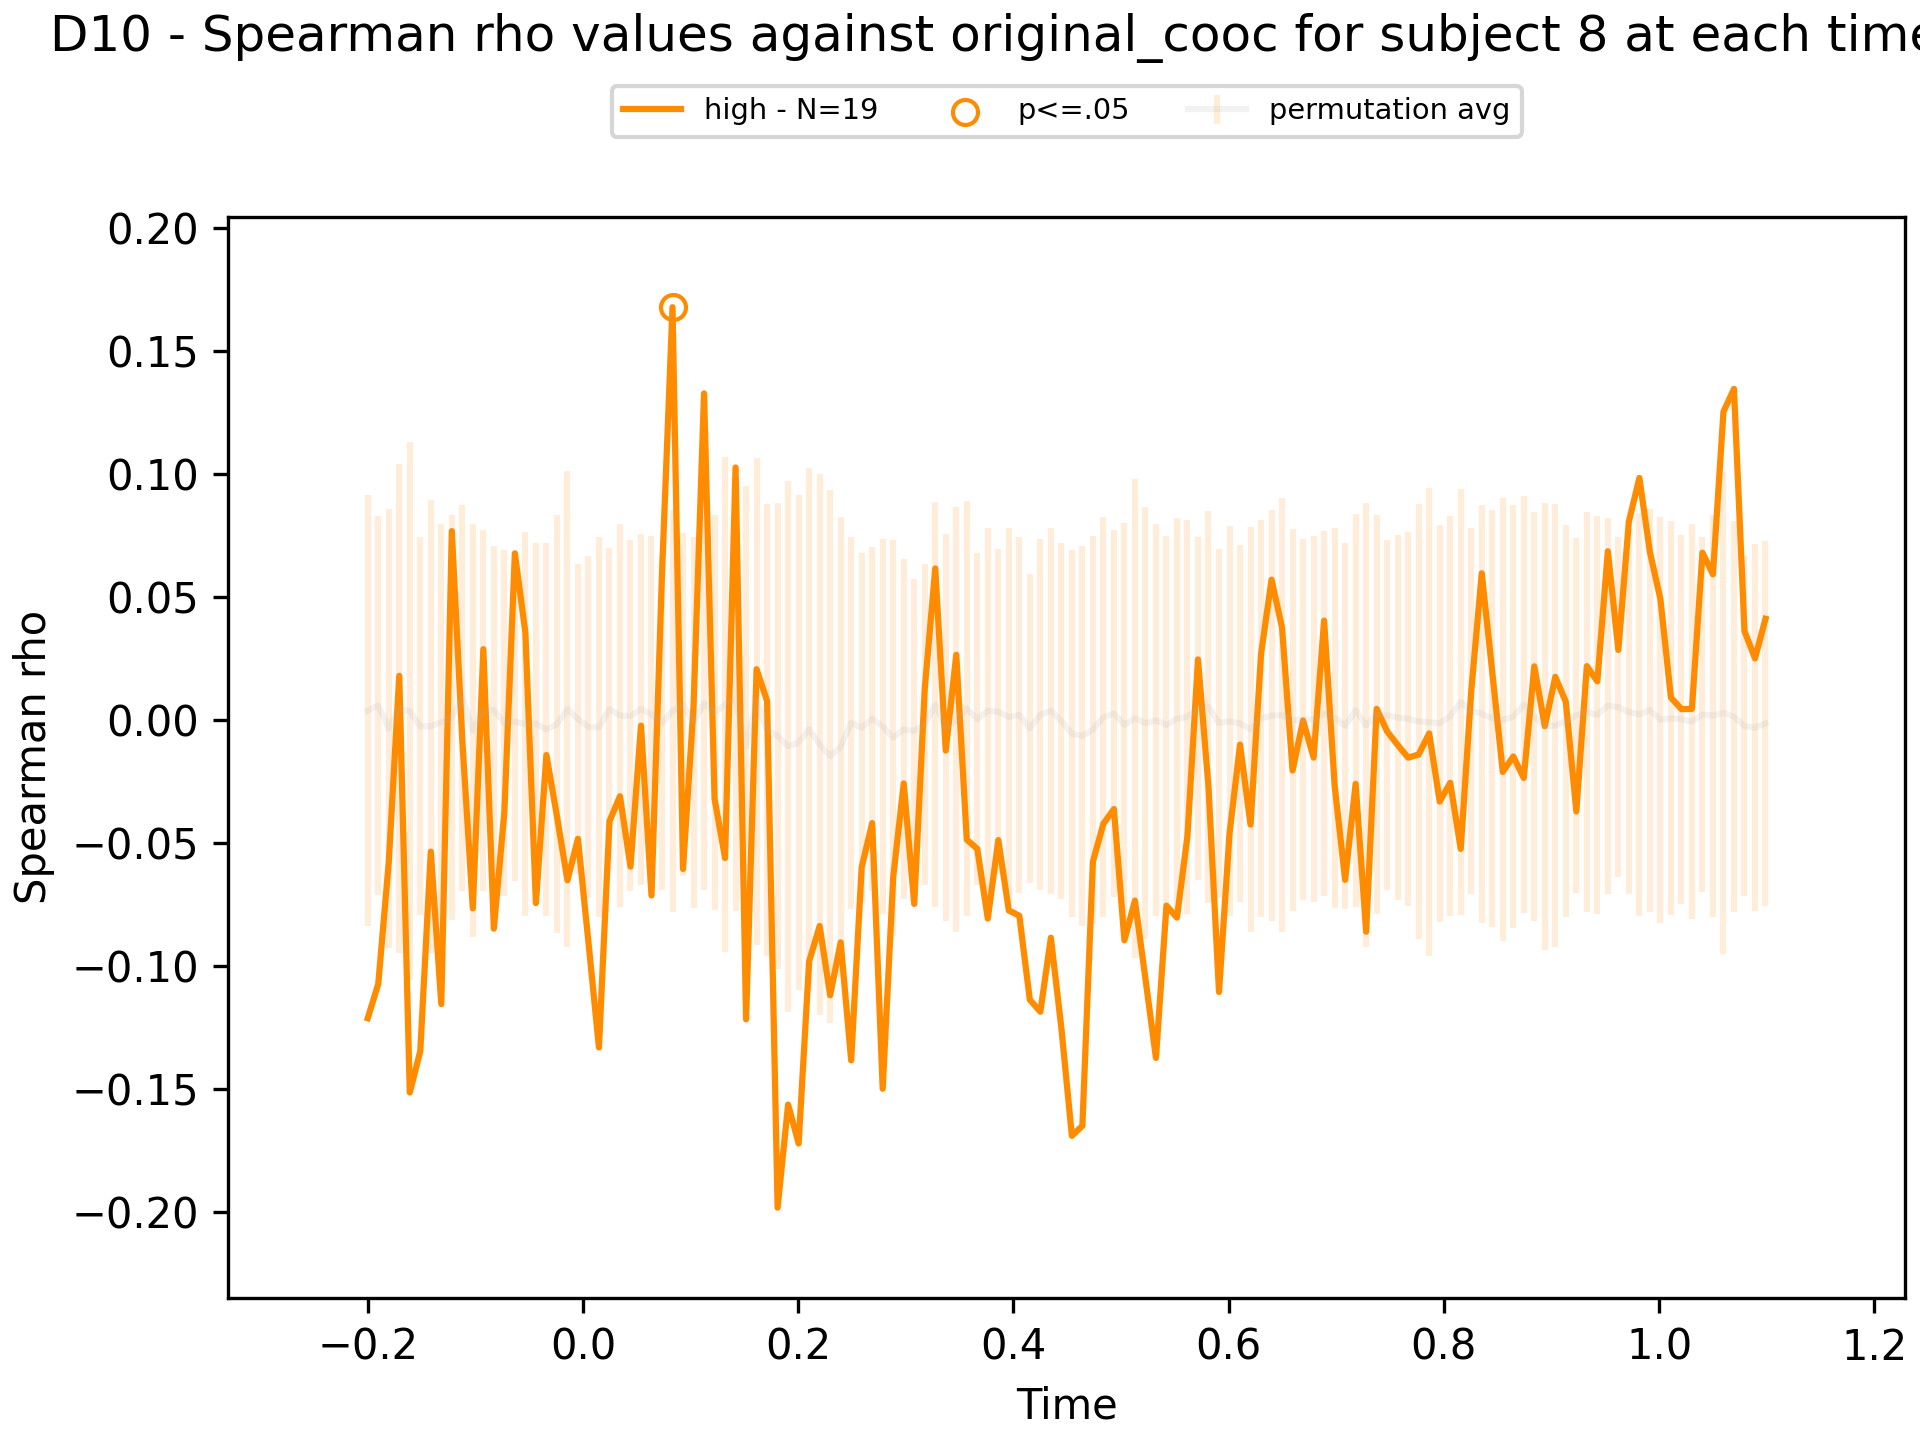 D10 - Spearman rho values against original_cooc for subject 8 at each time
high - N=19 p<=.05 permutation avg
0.20
0.15
0.10
0.05
0.00
−0.05
−0.10
−0.15
−0.20
Spearman rho
−0.2 0.0 0.2 0.4 0.6 0.8 1.0 1.2
Time